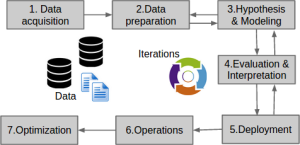 1. Data
acquisition
2.Data
preparation
3.Hypothesis
& Modeling
Iterations
4.Evaluation &
Interpretation
Data
7.Optimization
6.Operations
5.Deployment